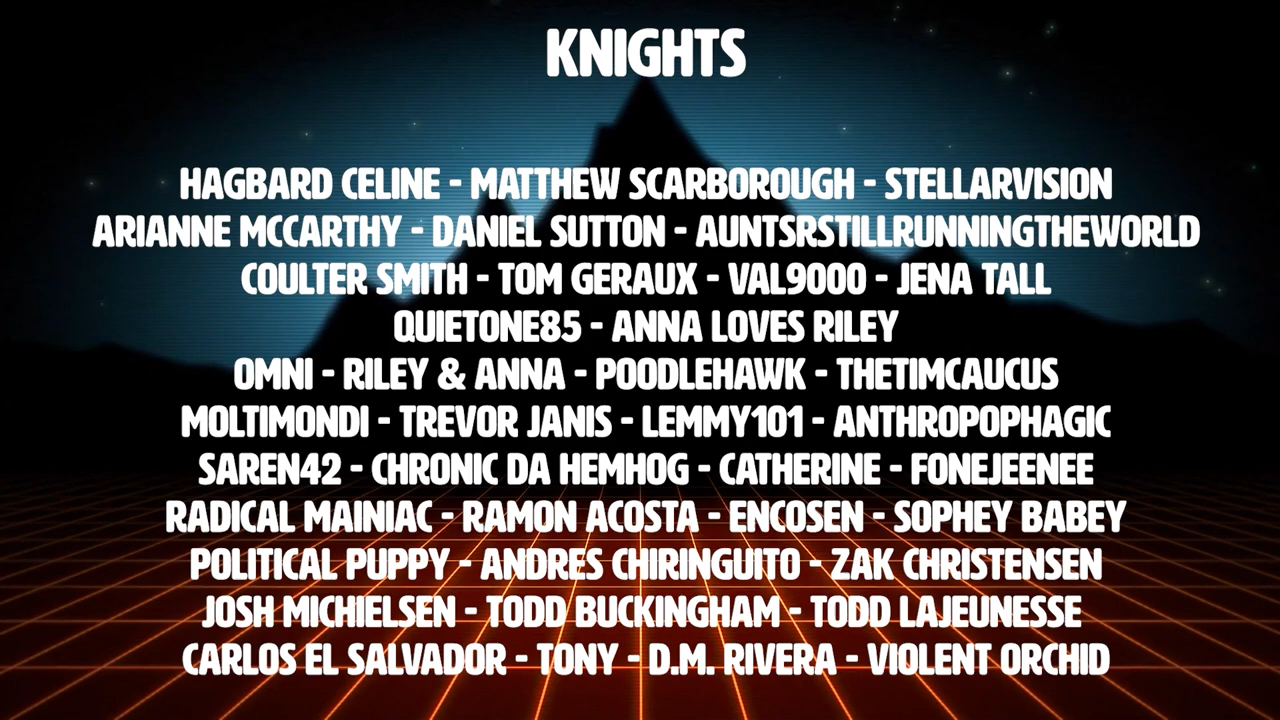 KNIGHTS
HAGBARD CELINE - MATTHEW SCARBOROUGH - STELLARVISION
ARIANNE MCCARTHY - DANIEL SUTTON - AUNTSRSTILLRUNNINGTHEWORLD
COULTER SMITH - TOM GERAUX - VAL9000 - JENA TALL
QUIETONE85 - ANNA LOVES RILEY
OMNI - RILEY & ANNA - POODLEHAWK - THETIMCAUCUS
MOLTIMONDI - TREVOR JANIS - LEMMY101 - ANTHROPOPHAGIC
SAREN42 - CHRONIC DA HEMHOG - CATHERINE - FONEJEENEE
RADICAL MAINIAC - RAMON ACOSTA - ENCOSEN - SOPHEY BABEY
POLITICAL PUPPY - ANDRES CHIRINGUITO - ZAK CHRISTENSEN
JOSH MICHIELSEN - TODD BUCKINGHAM - TODD LAJEUNESSE
CARLOS EL SALVADOR - TONY - D.M. RIVERA - VIOLENT ORCHID